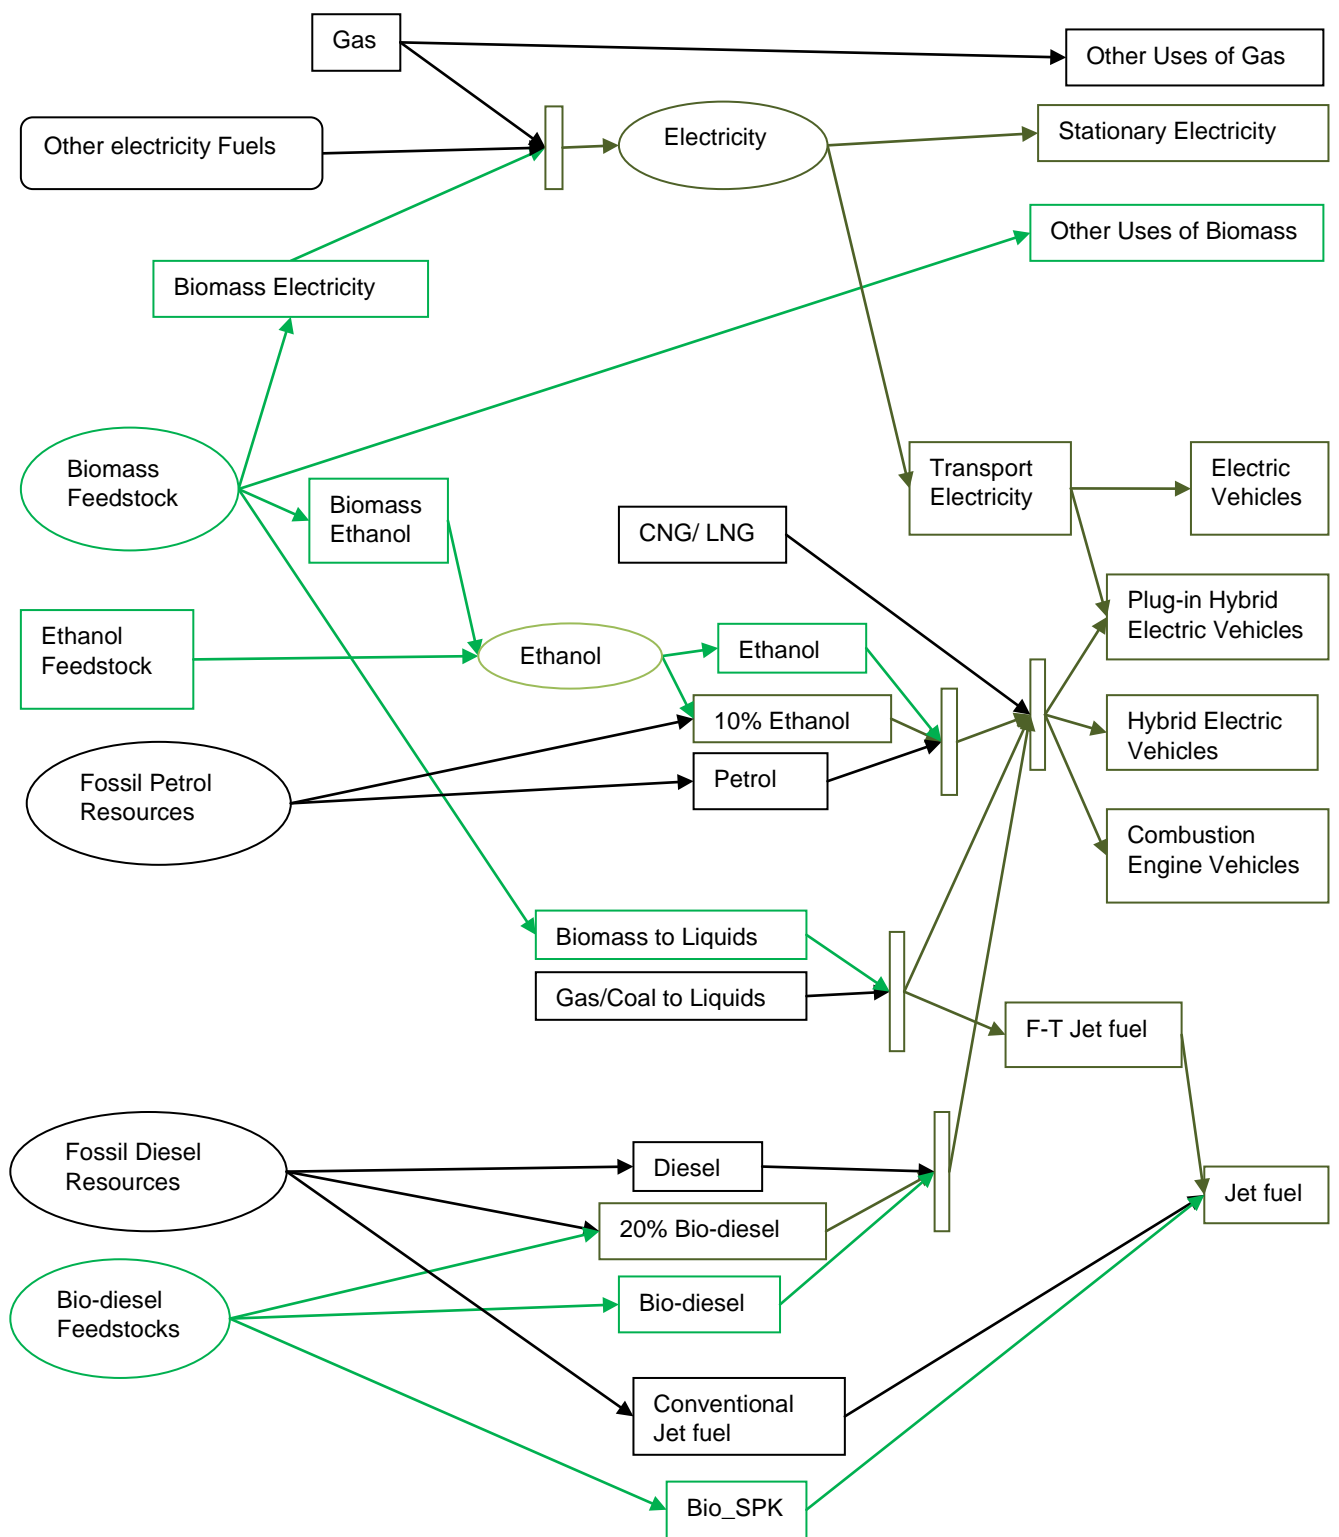 Gas
Other Uses of Gas
Other electricity Fuels
Electricity
Stationary Electricity
Other Uses of Biomass
Biomass Electricity
Biomass
Feedstock
Biomass
Ethanol
Transport
Electricity
Electric
Vehicles
CNG/ LNG
Plug-in Hybrid
Electric Vehicles
Ethanol
Feedstock
Ethanol
Ethanol
10% Ethanol
Hybrid Electric
Vehicles
Fossil Petrol
Resources
Petrol
Combustion
Engine Vehicles
Biomass to Liquids
Gas/Coal to Liquids
F-T Jet fuel
Fossil Diesel
Resources
Diesel
Jet fuel
20% Bio-diesel
Bio-diesel
Feedstocks
Bio-diesel
Conventional
Jet fuel
Bio_SPK